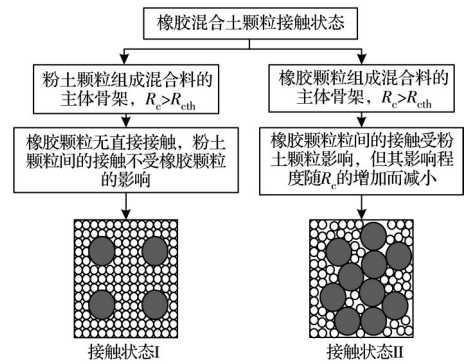 橡胶混合土颗粒接触状态
粉土颗粒组成混合料的
主体骨架，Rc>Rcth
橡胶颗粒组成混合料的
主体骨架，Rc>Rcth
橡胶颗粒无直接接触，粉土
颗粒间的接触不受橡胶颗粒
的影响
橡胶颗粒粒间的接触受粉
土颗粒影响，但其影响程
度随Rc的增加而减小
接触状态I
接触状态II